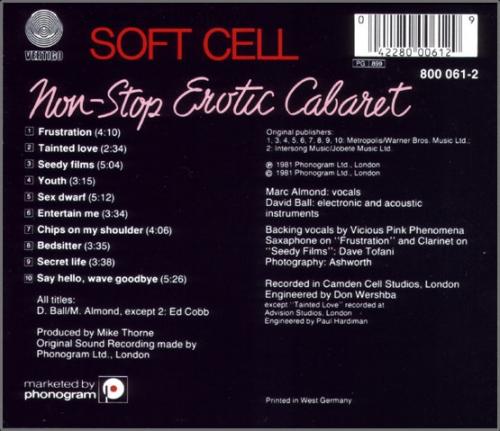 VERTIGO
SOFT CELL
0 42280 00612 9
PG 899
800 061-2
Non-Stop Erotic Cabaret
1 Frustration (4:10)
2 Tainted love (2:34)
3 Seedy films (5:04)
4 Youth (3:15)
5 Sex dwarf (5:12)
6 Entertain me (3:34)
7 Chips on my shoulder (4:06)
8 Bedsitter (3:35)
9 Secret life (3:38)
10 Say hello, wave goodbye (5:26)
All titles:
D. Ball/M. Almond, except 2: Ed Cobb
Produced by Mike Thorne
Original Sound Recording made by
Phonogram Ltd., London
marketed by
phonogram
Original publishers:
1, 3, 4, 5, 6, 7, 8, 9, 10: Metropolis/Warner Bros. Music Ltd.;
2: Intersong Music/Jobete Music Ltd.
℗ 1981 Phonogram Ltd., London
© 1981 Phonogram Ltd., London
Marc Almond: vocals
David Ball: electronic and acoustic
instruments
Backing vocals by Vicious Pink Phenomena
Saxaphone on "Frustration" and Clarinet on
"Seedy Films": Dave Tofani
Photography: Ashworth
Recorded in Camden Cell Studios, London
Engineered by Don Wershba
except "Tainted Love" recorded at
Advision Studios, London
Engineered by Paul Hardiman
Printed in West Germany